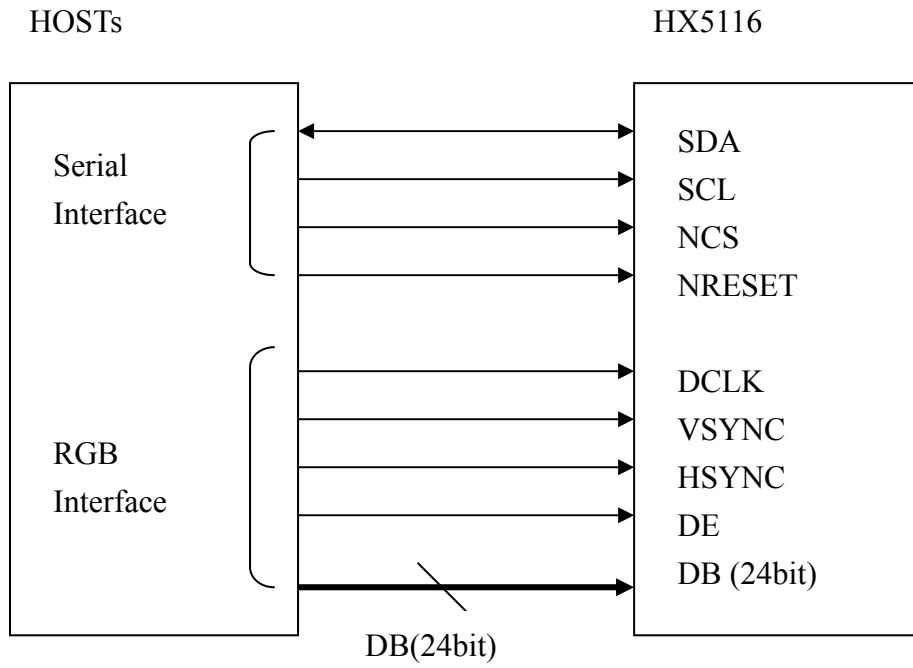 HOSTs
HX5116
Serial
Interface
SDA
SCL
NCS
NRESET
RGB
Interface
DCLK
VSYNC
HSYNC
DE
DB (24bit)
DB(24bit)